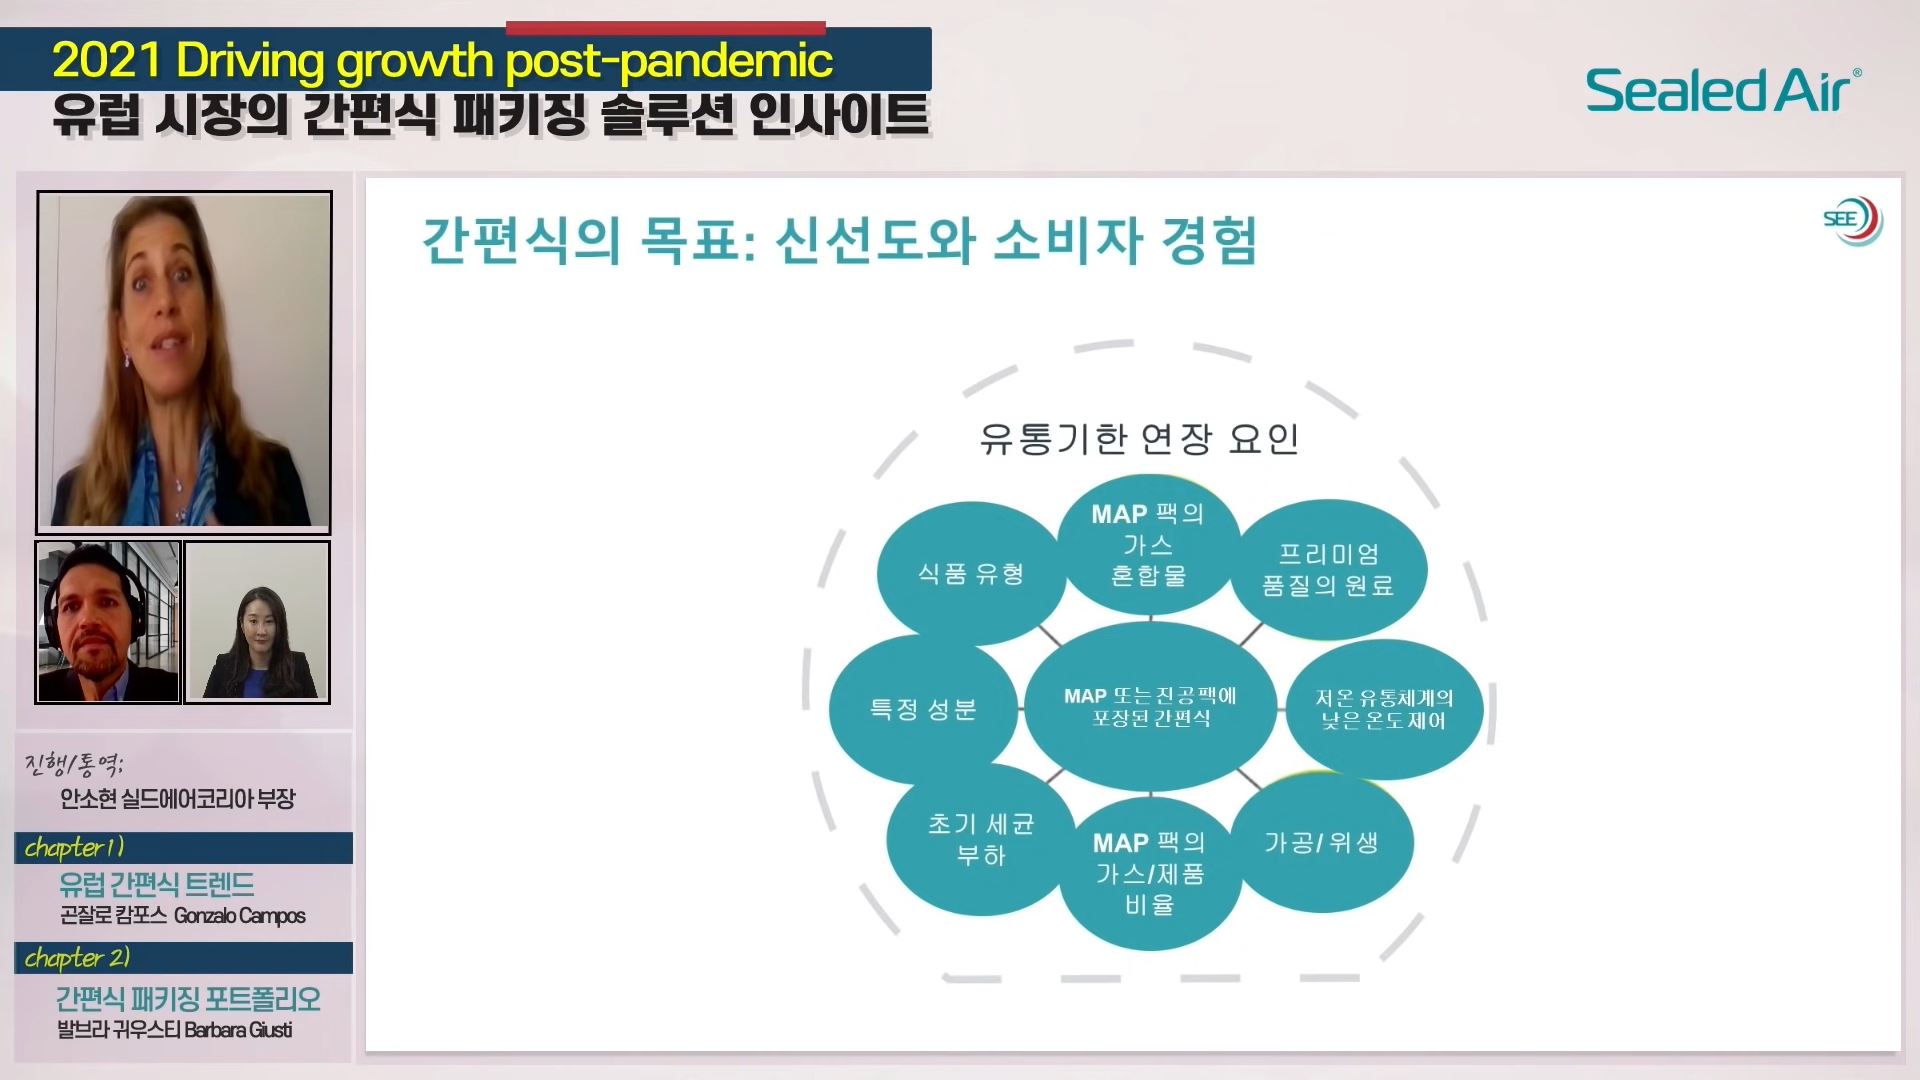 2021 Driving growth post-pandemic
유럽 시장의 간편식 패키징 솔루션 인사이트
Sealed Air®
진행/통역;
안소현 실드에어코리아 부장
chapter 1)
유럽 간편식 트렌드
곤잘로 캄포스 Gonzalo Campos
chapter 2)
간편식 패키징 포트폴리오
발브라 귀우스티 Barbara Giusti
간편식의 목표: 신선도와 소비자 경험
SEE
유통기한 연장 요인
MAP 팩의
가스
혼합물
식품 유형
프리미엄
품질의 원료
특정 성분
MAP 또는 진공팩에
포장된 간편식
저온 유통체계의
낮은 온도 제어
초기 세균
부하
MAP 팩의
가스/제품
비율
가공/위생